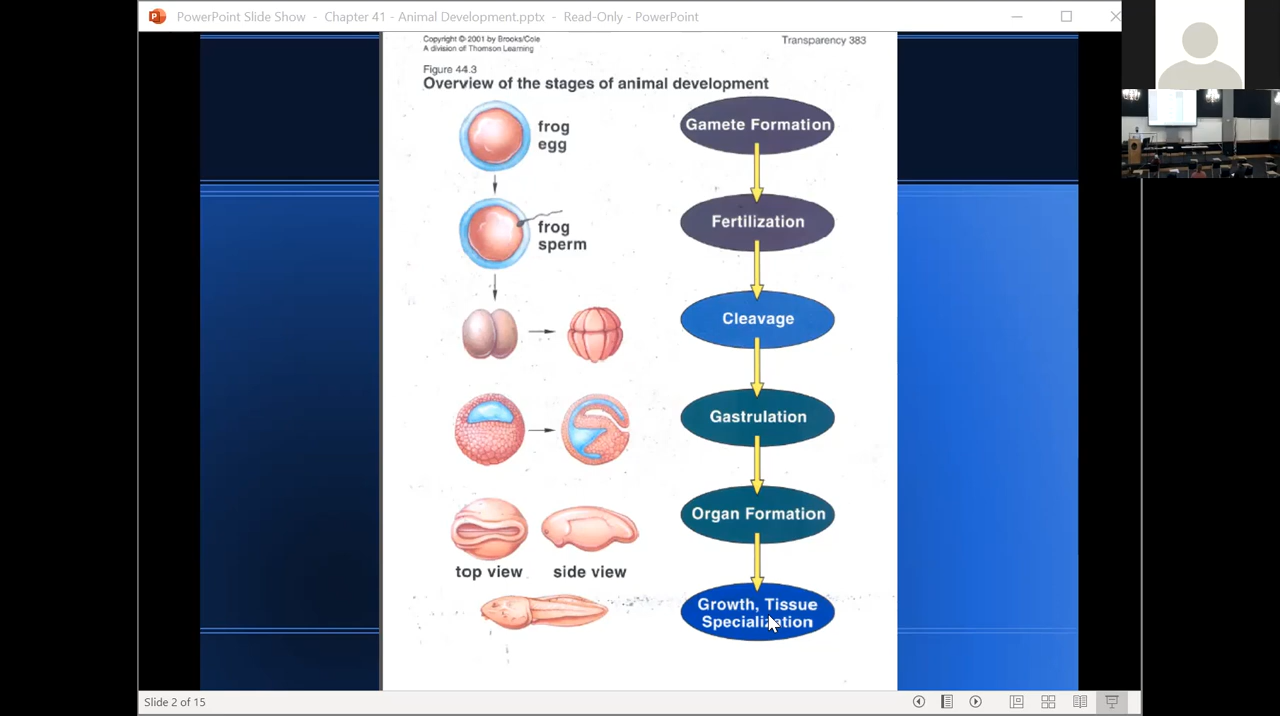 PowerPoint Slide Show - Chapter 41 - Animal Development.pptx - Read-Only - PowerPoint
Copyright © 2001 by Brooks/Cole
A division of Thomson Learning
Transparency 383
Figure 44.3
Overview of the stages of animal development
frog
egg
Gamete Formation
frog
sperm
Fertilization
Cleavage
Gastrulation
Organ Formation
top view
side view
Growth, Tissue
Specialization
Slide 2 of 15